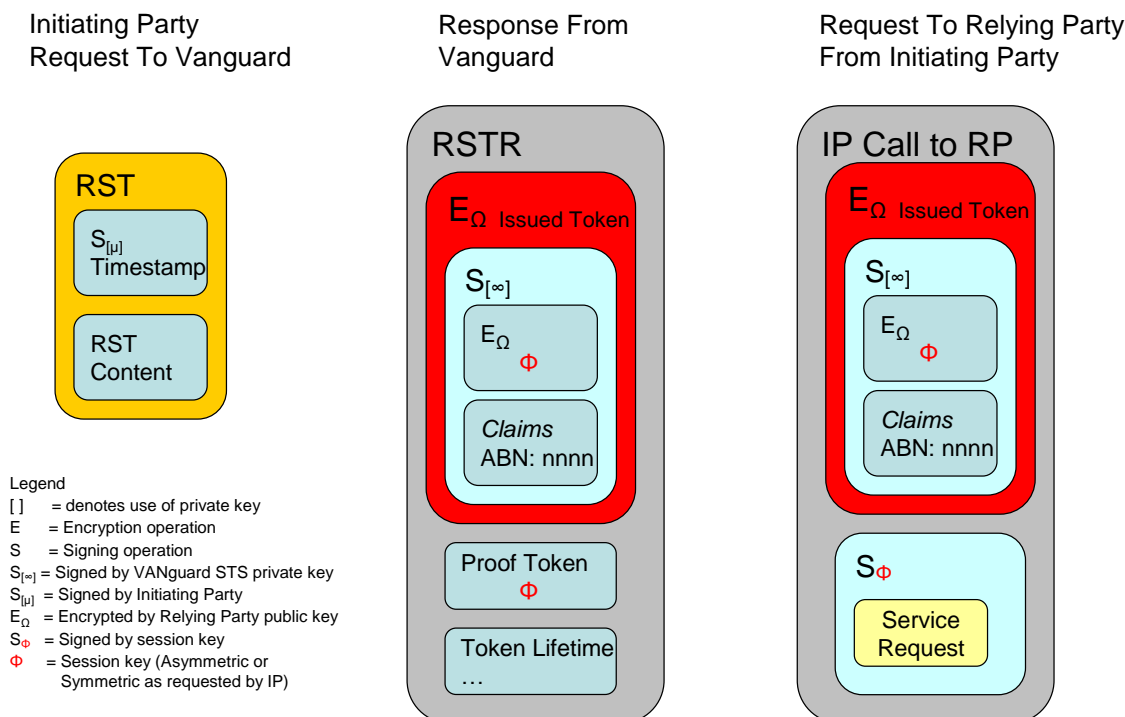 Initiating Party
Request To Vanguard
Response From
Vanguard
Request To Relying Party
From Initiating Party
RST
S[µ]
Timestamp
RST
Content
RSTR
EΩ Issued Token
S[∞]
EΩ
Φ
Claims
ABN: nnnn
Proof Token
Φ
Token Lifetime
…
IP Call to RP
EΩ Issued Token
S[∞]
EΩ
Φ
Claims
ABN: nnnn
SΦ
Service
Request
Legend
[ ] = denotes use of private key
E = Encryption operation
S = Signing operation
S[∞] = Signed by VANguard STS private key
S[µ] = Signed by Initiating Party
EΩ = Encrypted by Relying Party public key
SΦ = Signed by session key
Φ = Session key (Asymmetric or
Symmetric as requested by IP)